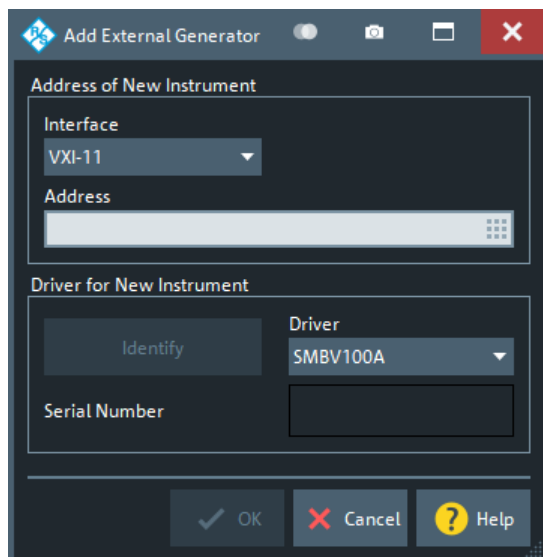 R&S Add External Generator
Address of New Instrument
Interface
VXI-11
Address
Driver for New Instrument
Identify
Driver
SMBV100A
Serial Number
OK
Cancel
? Help